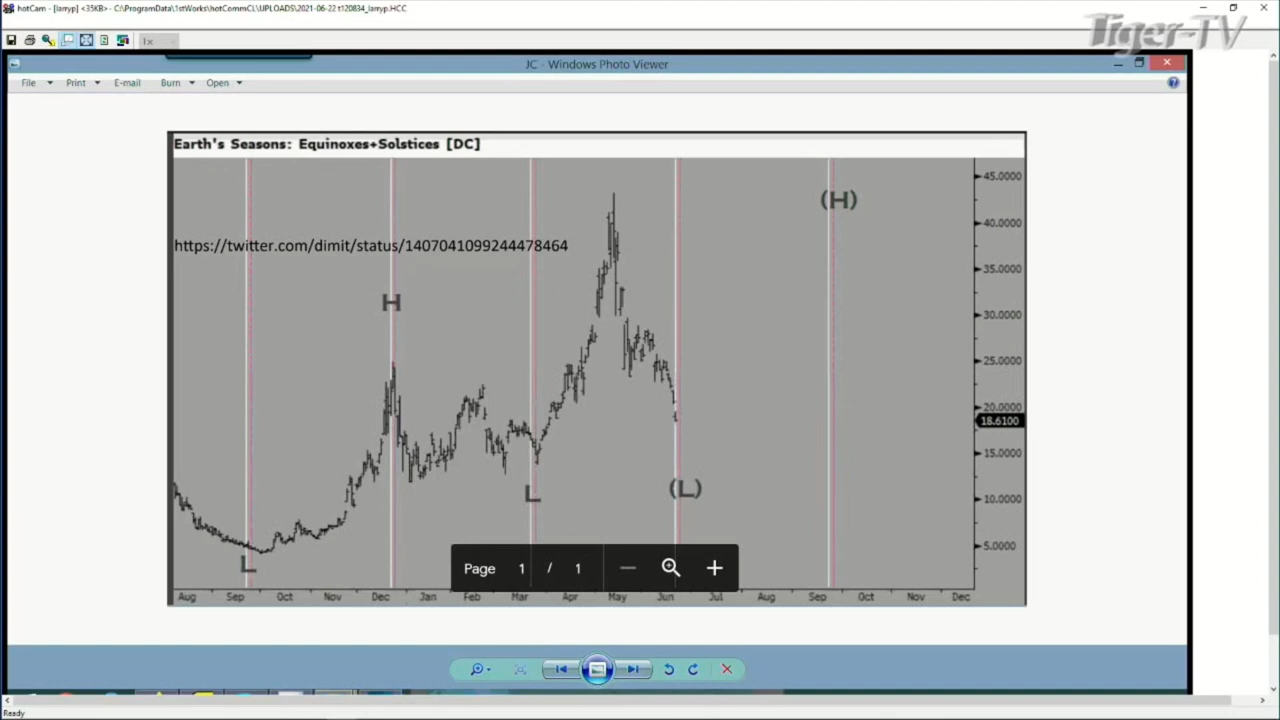 hotCam - [larryp] <35KB> - C:\ProgramData\1stWorks\hotCommCL\UPLOADS\2021-06-22 t120834_larryp.HCC
Tiger-TV
1x
JC - Windows Photo Viewer
File Print E-mail Burn Open
Earth's Seasons: Equinoxes+Solstices [DC]
45.0000
(H)
40.0000
https://twitter.com/dimit/status/1407041099244478464
35.0000
H
30.0000
25.0000
20.0000
18.6100
15.0000
L
(L)
10.0000
5.0000
L
Page 1 / 1
Aug Sep Oct Nov Dec Jan Feb Mar Apr May Jun Jul Aug Sep Oct Nov Dec
Ready